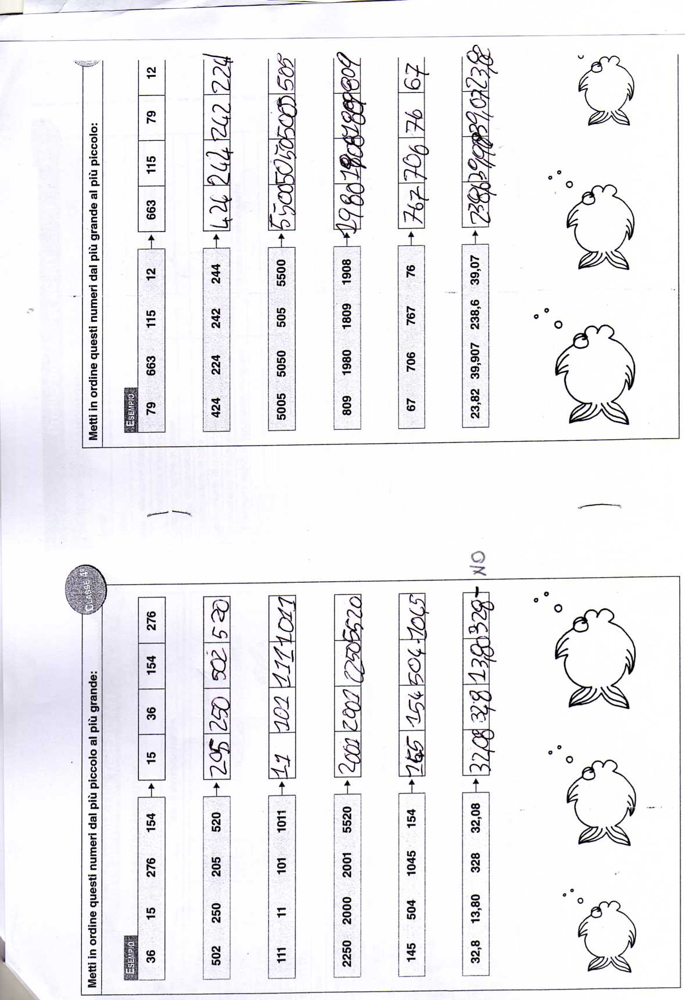 CLASSE 4ª
Metti in ordine questi numeri dal più piccolo al più grande:
ESEMPIO
36 15 276 154 → 15 36 154 276
502 250 205 520 → 205 250 502 520
111 11 101 1011 → 11 101 111 1011
2250 2000 2001 5520 → 2250 5520
145 504 1045 154 → 145 154 504 1045
32,8 13,80 328 32,08 → 32,08 32,8 13,80 328 NO
Metti in ordine questi numeri dal più grande al più piccolo:
ESEMPIO
79 663 115 12 → 663 115 79 12
424 224 242 244 → 424 244 242 224
5005 5050 505 5500 → 5500 5050 5005 505
809 1980 1809 1908 → 1980 1908 1809 809
67 706 767 76 → 767 706 76 67
23,82 39,907 238,6 39,07 → 238,6 39,07 23,82